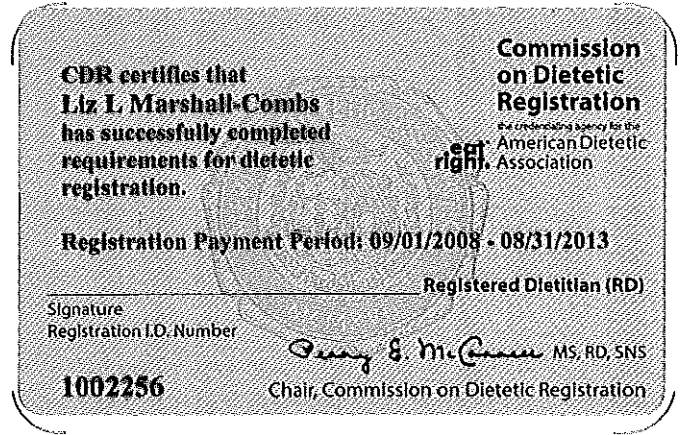 CDR certifies that
Liz L Marshall-Combs
has successfully completed
requirements for dietetic
registration.
Commission
on Dietetic
Registration
the credentialing agency for the
eat right. American Dietetic
Association
Registration Payment Period: 09/01/2008 - 08/31/2013
Registered Dietitian (RD)
Signature
Registration I.D. Number
MS, RD, SNS
1002256
Chair, Commission on Dietetic Registration